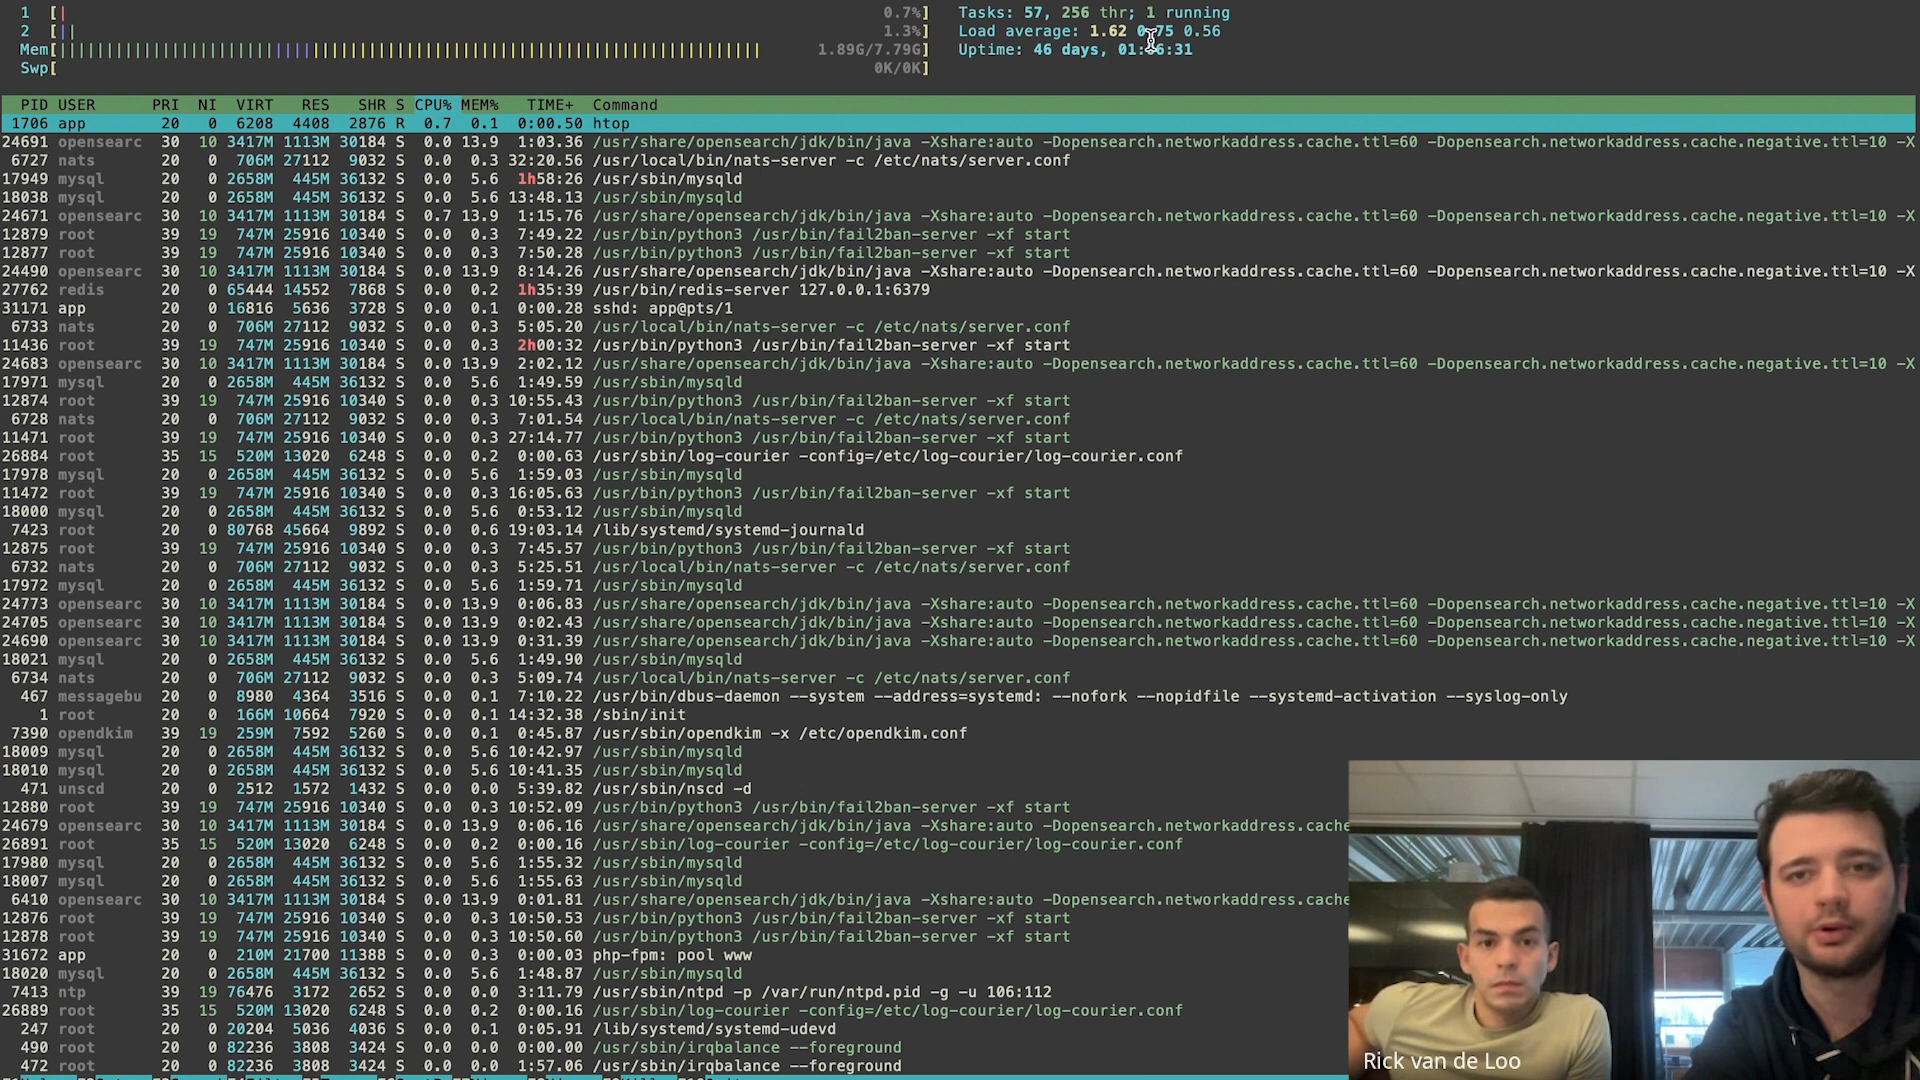 1 [| 0.7%] Tasks: 57, 256 thr; 1 running
2 [|| 1.3%] Load average: 1.62 0.75 0.56
Mem[|||||||||||||||||||||||||||||||||||||||||||||||||||||||||||||||||||||||||| 1.89G/7.79G] Uptime: 46 days, 01:6:31
Swp[ 0K/0K]
PID USER PRI NI VIRT RES SHR S CPU% MEM% TIME+ Command
1706 app 20 0 6208 4408 2876 R 0.7 0.1 0:00.50 htop
24691 opensearc 30 10 3417M 1113M 30184 S 0.0 13.9 1:03.36 /usr/share/opensearch/jdk/bin/java -Xshare:auto -Dopensearch.networkaddress.cache.ttl=60 -Dopensearch.networkaddress.cache.negative.ttl=10 -X
6727 nats 20 0 706M 27112 9032 S 0.0 0.3 32:20.56 /usr/local/bin/nats-server -c /etc/nats/server.conf
17949 mysql 20 0 2658M 445M 36132 S 0.0 5.6 1h58:26 /usr/sbin/mysqld
18038 mysql 20 0 2658M 445M 36132 S 0.0 5.6 13:48.13 /usr/sbin/mysqld
24671 opensearc 30 10 3417M 1113M 30184 S 0.7 13.9 1:15.76 /usr/share/opensearch/jdk/bin/java -Xshare:auto -Dopensearch.networkaddress.cache.ttl=60 -Dopensearch.networkaddress.cache.negative.ttl=10 -X
12879 root 39 19 747M 25916 10340 S 0.0 0.3 7:49.22 /usr/bin/python3 /usr/bin/fail2ban-server -xf start
12877 root 39 19 747M 25916 10340 S 0.0 0.3 7:50.28 /usr/bin/python3 /usr/bin/fail2ban-server -xf start
24490 opensearc 30 10 3417M 1113M 30184 S 0.0 13.9 8:14.26 /usr/share/opensearch/jdk/bin/java -Xshare:auto -Dopensearch.networkaddress.cache.ttl=60 -Dopensearch.networkaddress.cache.negative.ttl=10 -X
27762 redis 20 0 65444 14552 7868 S 0.0 0.2 1h35:39 /usr/bin/redis-server 127.0.0.1:6379
31171 app 20 0 16816 5636 3728 S 0.0 0.1 0:00.28 sshd: app@pts/1
6733 nats 20 0 706M 27112 9032 S 0.0 0.3 5:05.20 /usr/local/bin/nats-server -c /etc/nats/server.conf
11436 root 39 19 747M 25916 10340 S 0.0 0.3 2h00:32 /usr/bin/python3 /usr/bin/fail2ban-server -xf start
24683 opensearc 30 10 3417M 1113M 30184 S 0.0 13.9 2:02.12 /usr/share/opensearch/jdk/bin/java -Xshare:auto -Dopensearch.networkaddress.cache.ttl=60 -Dopensearch.networkaddress.cache.negative.ttl=10 -X
17971 mysql 20 0 2658M 445M 36132 S 0.0 5.6 1:49.59 /usr/sbin/mysqld
12874 root 39 19 747M 25916 10340 S 0.0 0.3 10:55.43 /usr/bin/python3 /usr/bin/fail2ban-server -xf start
6728 nats 20 0 706M 27112 9032 S 0.0 0.3 7:01.54 /usr/local/bin/nats-server -c /etc/nats/server.conf
11471 root 39 19 747M 25916 10340 S 0.0 0.3 27:14.77 /usr/bin/python3 /usr/bin/fail2ban-server -xf start
26884 root 35 15 520M 13020 6248 S 0.0 0.2 0:00.63 /usr/sbin/log-courier -config=/etc/log-courier/log-courier.conf
17978 mysql 20 0 2658M 445M 36132 S 0.0 5.6 1:59.03 /usr/sbin/mysqld
11472 root 39 19 747M 25916 10340 S 0.0 0.3 16:05.63 /usr/bin/python3 /usr/bin/fail2ban-server -xf start
18000 mysql 20 0 2658M 445M 36132 S 0.0 5.6 0:53.12 /usr/sbin/mysqld
7423 root 20 0 80768 45664 9892 S 0.0 0.6 19:03.14 /lib/systemd/systemd-journald
12875 root 39 19 747M 25916 10340 S 0.0 0.3 7:45.57 /usr/bin/python3 /usr/bin/fail2ban-server -xf start
6732 nats 20 0 706M 27112 9032 S 0.0 0.3 5:25.51 /usr/local/bin/nats-server -c /etc/nats/server.conf
17972 mysql 20 0 2658M 445M 36132 S 0.0 5.6 1:59.71 /usr/sbin/mysqld
24773 opensearc 30 10 3417M 1113M 30184 S 0.0 13.9 0:06.83 /usr/share/opensearch/jdk/bin/java -Xshare:auto -Dopensearch.networkaddress.cache.ttl=60 -Dopensearch.networkaddress.cache.negative.ttl=10 -X
24705 opensearc 30 10 3417M 1113M 30184 S 0.0 13.9 0:02.43 /usr/share/opensearch/jdk/bin/java -Xshare:auto -Dopensearch.networkaddress.cache.ttl=60 -Dopensearch.networkaddress.cache.negative.ttl=10 -X
24690 opensearc 30 10 3417M 1113M 30184 S 0.0 13.9 0:31.39 /usr/share/opensearch/jdk/bin/java -Xshare:auto -Dopensearch.networkaddress.cache.ttl=60 -Dopensearch.networkaddress.cache.negative.ttl=10 -X
18021 mysql 20 0 2658M 445M 36132 S 0.0 5.6 1:49.90 /usr/sbin/mysqld
6734 nats 20 0 706M 27112 9032 S 0.0 0.3 5:09.74 /usr/local/bin/nats-server -c /etc/nats/server.conf
467 messagebu 20 0 8980 4364 3516 S 0.0 0.1 7:10.22 /usr/bin/dbus-daemon --system --address=systemd: --nofork --nopidfile --systemd-activation --syslog-only
1 root 20 0 166M 10664 7920 S 0.0 0.1 14:32.38 /sbin/init
7390 opendkim 39 19 259M 7592 5260 S 0.0 0.1 0:45.87 /usr/sbin/opendkim -x /etc/opendkim.conf
18009 mysql 20 0 2658M 445M 36132 S 0.0 5.6 10:42.97 /usr/sbin/mysqld
18010 mysql 20 0 2658M 445M 36132 S 0.0 5.6 10:41.35 /usr/sbin/mysqld
471 unscd 20 0 2512 1572 1432 S 0.0 0.0 5:39.82 /usr/sbin/nscd -d
12880 root 39 19 747M 25916 10340 S 0.0 0.3 10:52.09 /usr/bin/python3 /usr/bin/fail2ban-server -xf start
24679 opensearc 30 10 3417M 1113M 30184 S 0.0 13.9 0:06.16 /usr/share/opensearch/jdk/bin/java -Xshare:auto -Dopensearch.networkaddress.cache
26891 root 35 15 520M 13020 6248 S 0.0 0.2 0:00.16 /usr/sbin/log-courier -config=/etc/log-courier/log-courier.conf
17980 mysql 20 0 2658M 445M 36132 S 0.0 5.6 1:55.32 /usr/sbin/mysqld
18007 mysql 20 0 2658M 445M 36132 S 0.0 5.6 1:55.63 /usr/sbin/mysqld
6410 opensearc 30 10 3417M 1113M 30184 S 0.0 13.9 0:01.81 /usr/share/opensearch/jdk/bin/java -Xshare:auto -Dopensearch.networkaddress.cache
12876 root 39 19 747M 25916 10340 S 0.0 0.3 10:50.53 /usr/bin/python3 /usr/bin/fail2ban-server -xf start
12878 root 39 19 747M 25916 10340 S 0.0 0.3 10:50.60 /usr/bin/python3 /usr/bin/fail2ban-server -xf start
31672 app 20 0 210M 21700 11388 S 0.0 0.3 0:00.03 php-fpm: pool www
18020 mysql 20 0 2658M 445M 36132 S 0.0 5.6 1:48.87 /usr/sbin/mysqld
7413 ntp 39 19 76476 3172 2652 S 0.0 0.0 3:11.79 /usr/sbin/ntpd -p /var/run/ntpd.pid -g -u 106:112
26889 root 35 15 520M 13020 6248 S 0.0 0.2 0:00.16 /usr/sbin/log-courier -config=/etc/log-courier/log-courier.conf
247 root 20 0 20204 5036 4036 S 0.0 0.1 0:05.91 /lib/systemd/systemd-udevd
490 root 20 0 82236 3808 3424 S 0.0 0.0 0:00.00 /usr/sbin/irqbalance --foreground
472 root 20 0 82236 3808 3424 S 0.0 0.0 1:57.06 /usr/sbin/irqbalance --foreground
Rick van de Loo